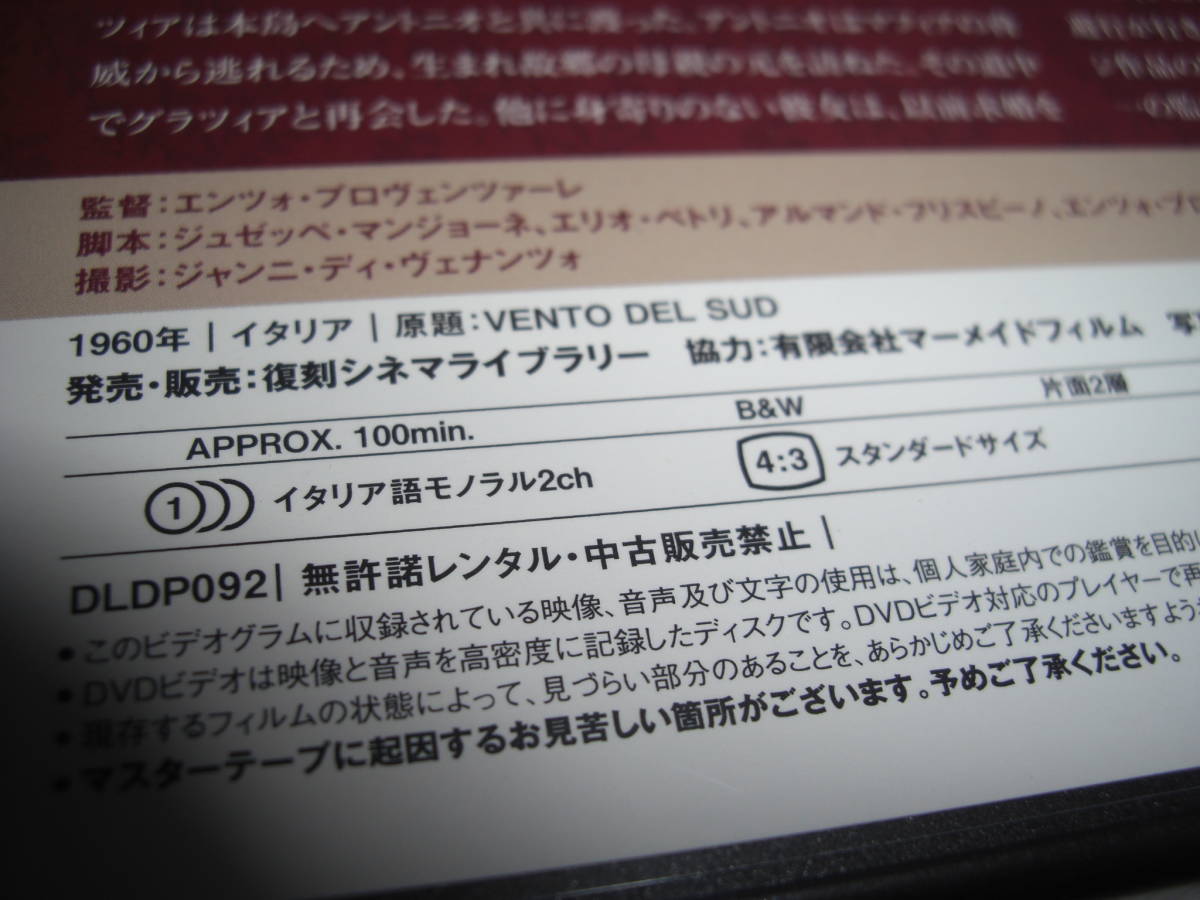 ツィアは本島へアントニオと共に渡った。アントニオはマフィアの脅
威から逃れるため、生まれ故郷の母親の元を訪ねた。その道中
でグラツィアと再会した。他に身寄りのない彼女は、以前求婚を
監督：エンツォ・プロヴェンツァーレ
脚本：ジュゼッペ・マンジョーネ、エリオ・ペトリ、アルマンド・クリスピーノ、エンツォ・プロ
撮影：ジャンニ・ディ・ヴェナンツォ
1960年 | イタリア | 原題：VENTO DEL SUD
発売・販売：復刻シネマライブラリー 協力：有限会社マーメイドフィルム 写
APPROX. 100min. B&W 片面2層
1 イタリア語モノラル2ch 4:3 スタンダードサイズ
DLDP092 | 無許諾レンタル・中古販売禁止 |
●このビデオグラムに収録されている映像、音声及び文字の使用は、個人家庭内での鑑賞を目的に
●DVDビデオは映像と音声を高密度に記録したディスクです。DVDビデオ対応のプレイヤーで再
●現存するフィルムの状態によって、見づらい部分のあることを、あらかじめご了承くださいますよう
●マスターテープに起因するお見苦しい箇所がございます。予めご了承ください。